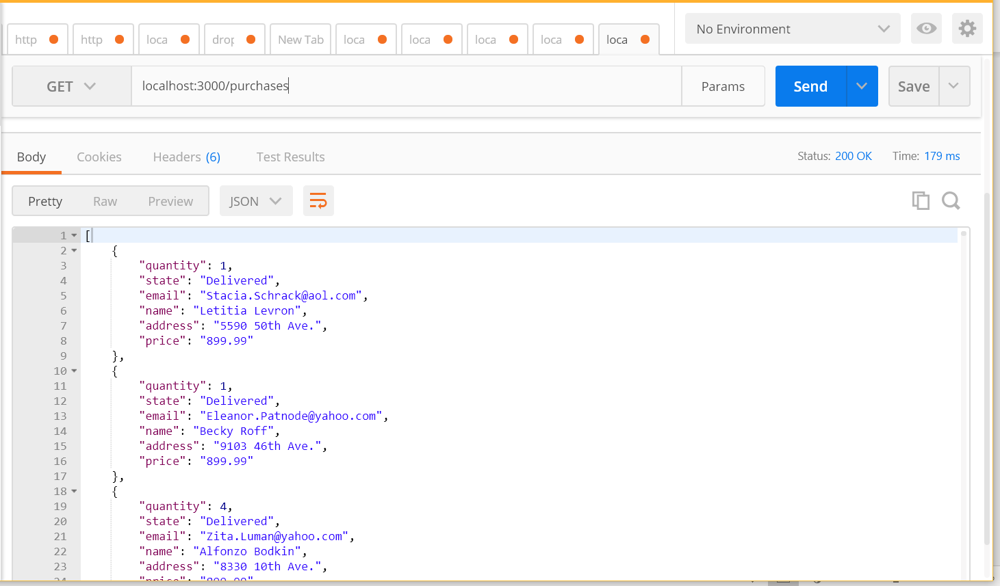 http http loca drop New Tab loca loca loca loca loca No Environment
GET localhost:3000/purchases Params Send Save
Body Cookies Headers (6) Test Results Status: 200 OK Time: 179 ms
Pretty Raw Preview JSON
1 [
2 {
3 "quantity": 1,
4 "state": "Delivered",
5 "email": "Stacia.Schrack@aol.com",
6 "name": "Letitia Levron",
7 "address": "5590 50th Ave.",
8 "price": "899.99"
9 },
10 {
11 "quantity": 1,
12 "state": "Delivered",
13 "email": "Eleanor.Patnode@yahoo.com",
14 "name": "Becky Roff",
15 "address": "9103 46th Ave.",
16 "price": "899.99"
17 },
18 {
19 "quantity": 4,
20 "state": "Delivered",
21 "email": "Zita.Luman@yahoo.com",
22 "name": "Alfonzo Bodkin",
23 "address": "8330 10th Ave.",